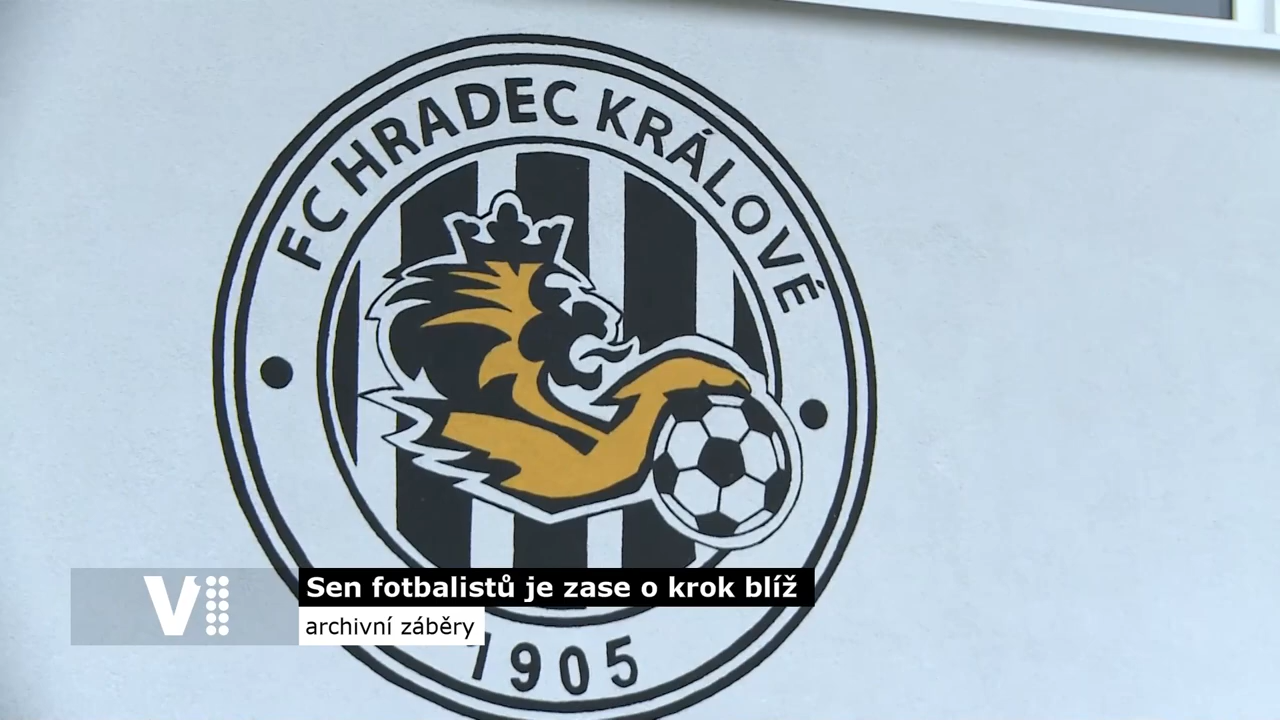 FC HRADEC KRÁLOVÉ
V
Sen fotbalistů je zase o krok blíž
archivní záběry
1905